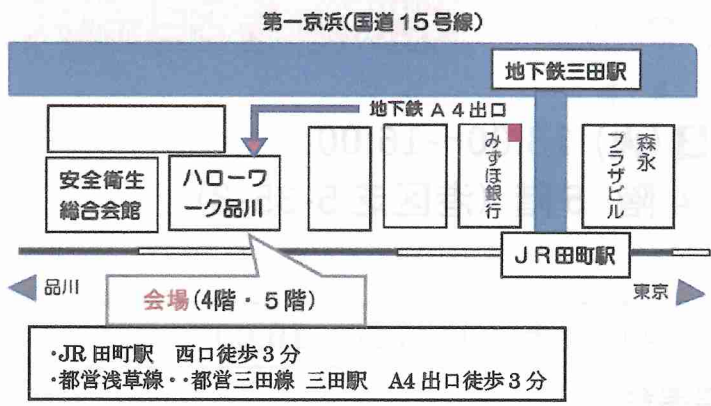 第一京浜(国道15号線)
地下鉄三田駅
地下鉄 A4出口
安全衛生
総合会館
ハローワ
ーク品川
みずほ銀行
森永
プラザビル
JR田町駅
品川
東京
会場(4階・5階)
・JR 田町駅 西口徒歩3分
・都営浅草線・・都営三田線 三田駅 A4出口徒歩3分